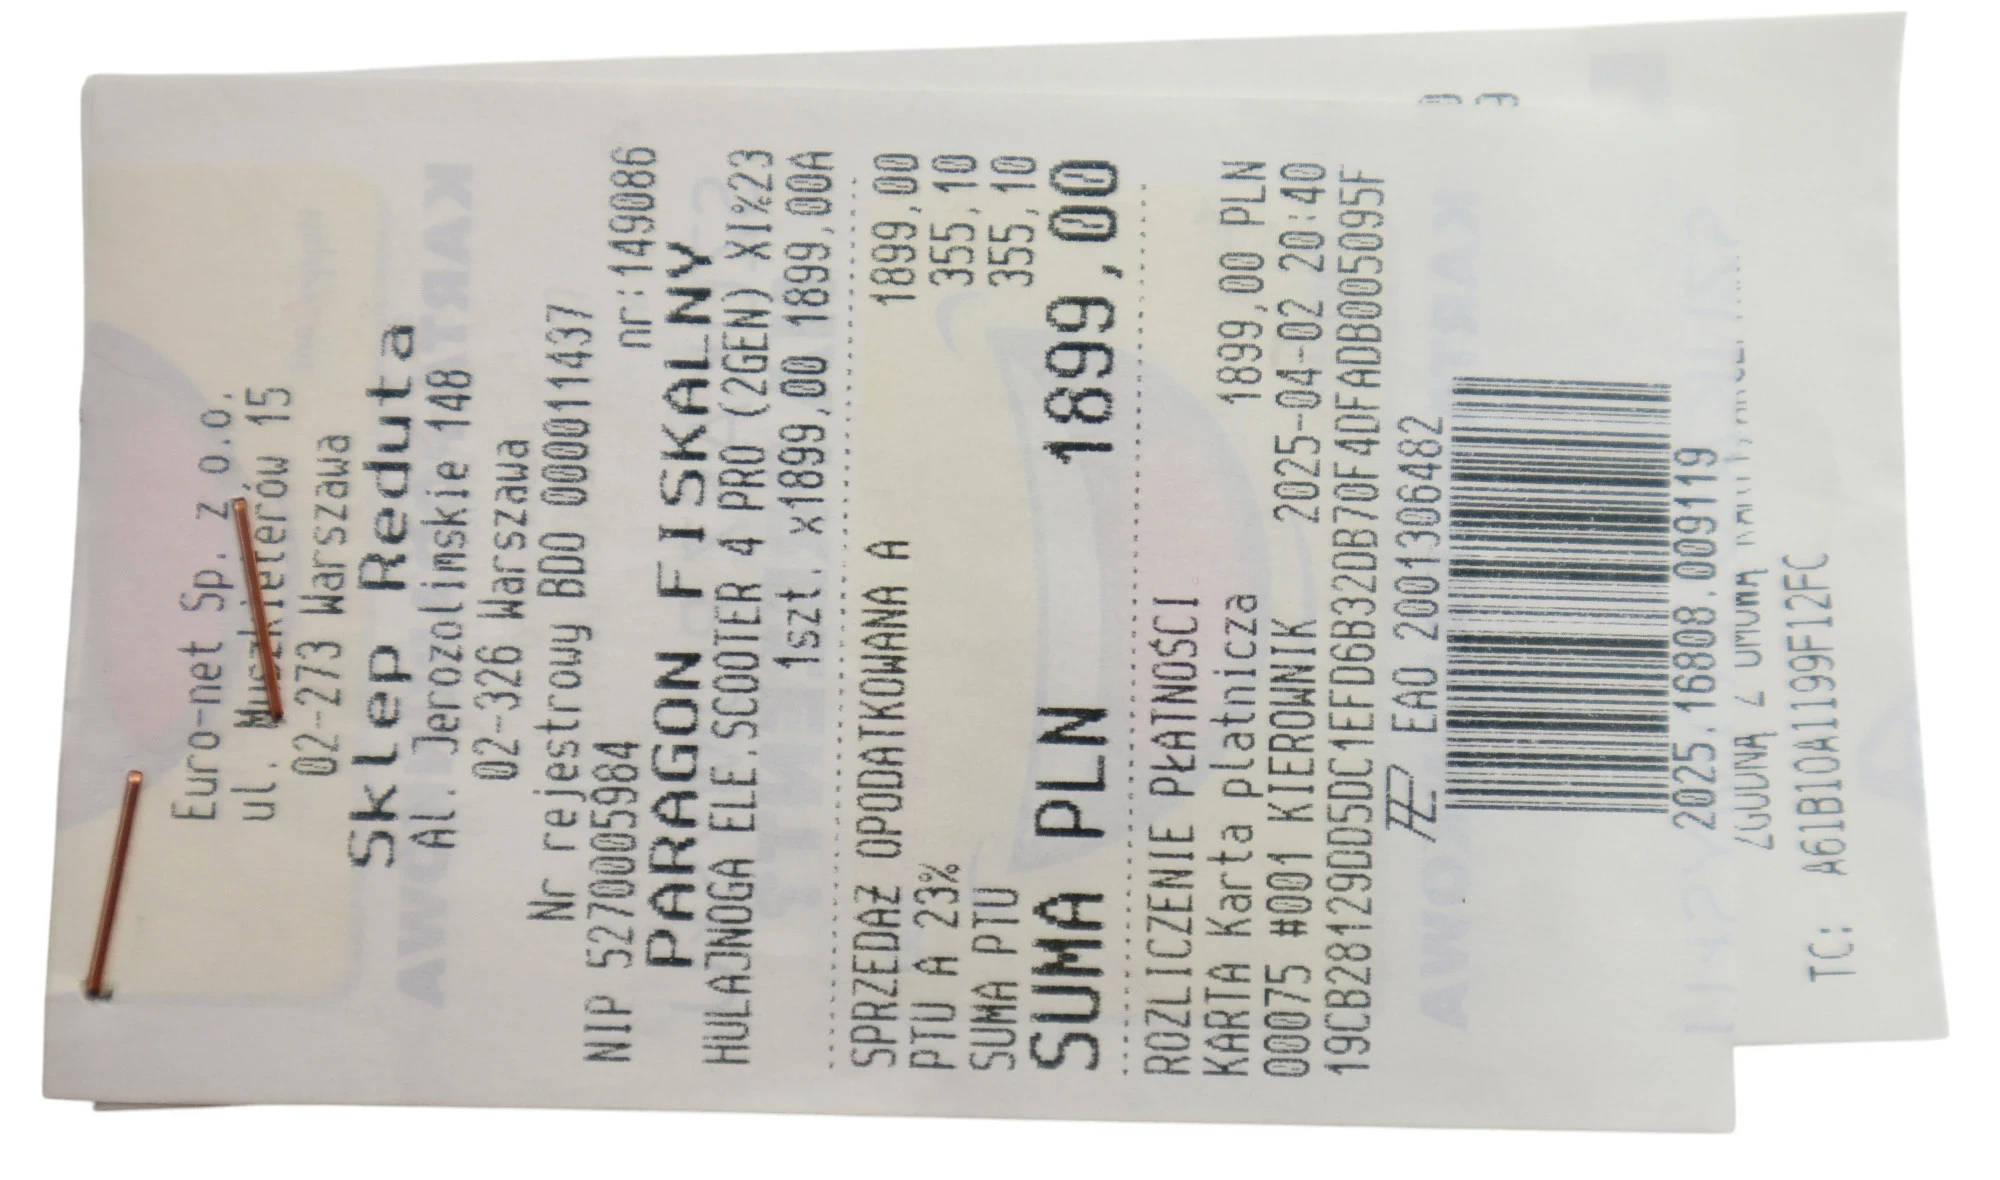 Euro-net Sp. z o.o.
ul. Muszkieterów 15
02-273 Warszawa
Sklep Reduta
Al. Jerozolimskie 148
02-326 Warszawa
Nr rejestrowy BDO 000011437
NIP 5270005984 nr:149086
PARAGON FISKALNY
HULAJNOGA ELE.SCOOTER 4 PRO (2GEN) XI%23
1szt. x1899,00 1899,00A
SPRZEDAŻ OPODATKOWANA A 1899,00
PTU A 23% 355,10
SUMA PTU 355,10
SUMA PLN 1899,00
ROZLICZENIE PŁATNOŚCI
KARTA Karta płatnicza 1899,00 PLN
00075 #001 KIEROWNIK 2025-04-02 20:40
19CB28129DD5DC1EFD6B32DB70F4DFADB005095F
EAO 2001306482
2025.16808.009119
TC: A61B10A1199F12FC